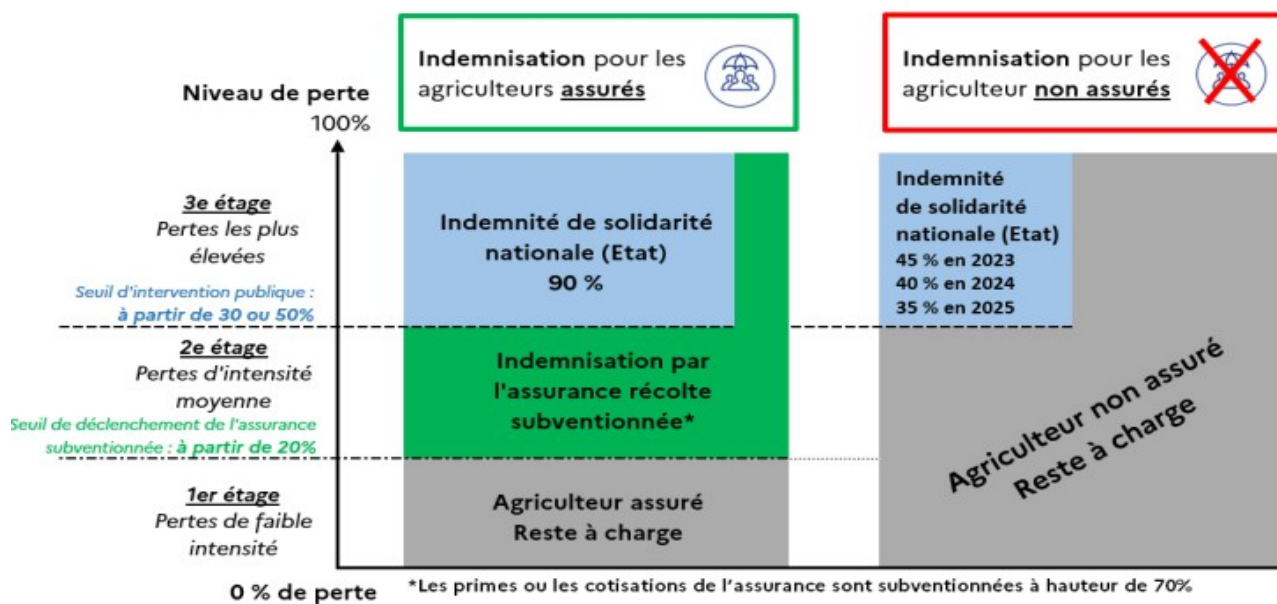 Indemnisation pour les
agriculteurs assurés
Indemnisation pour les
agriculteur non assurés
Niveau de perte
100%
3e étage
Pertes les plus
élevées
Seuil d'intervention publique :
à partir de 30 ou 50%
2e étage
Pertes d'intensité
moyenne
Seuil de déclenchement de l'assurance
subventionnée : à partir de 20%
1er étage
Pertes de faible
intensité
0 % de perte
Indemnité de solidarité
nationale (Etat)
90 %
Indemnisation par
l'assurance récolte
subventionnée*
Agriculteur assuré
Reste à charge
Indemnité
de solidarité
nationale (Etat)
45 % en 2023
40 % en 2024
35 % en 2025
Agriculteur non assuré
Reste à charge
*Les primes ou les cotisations de l'assurance sont subventionnées à hauteur de 70%